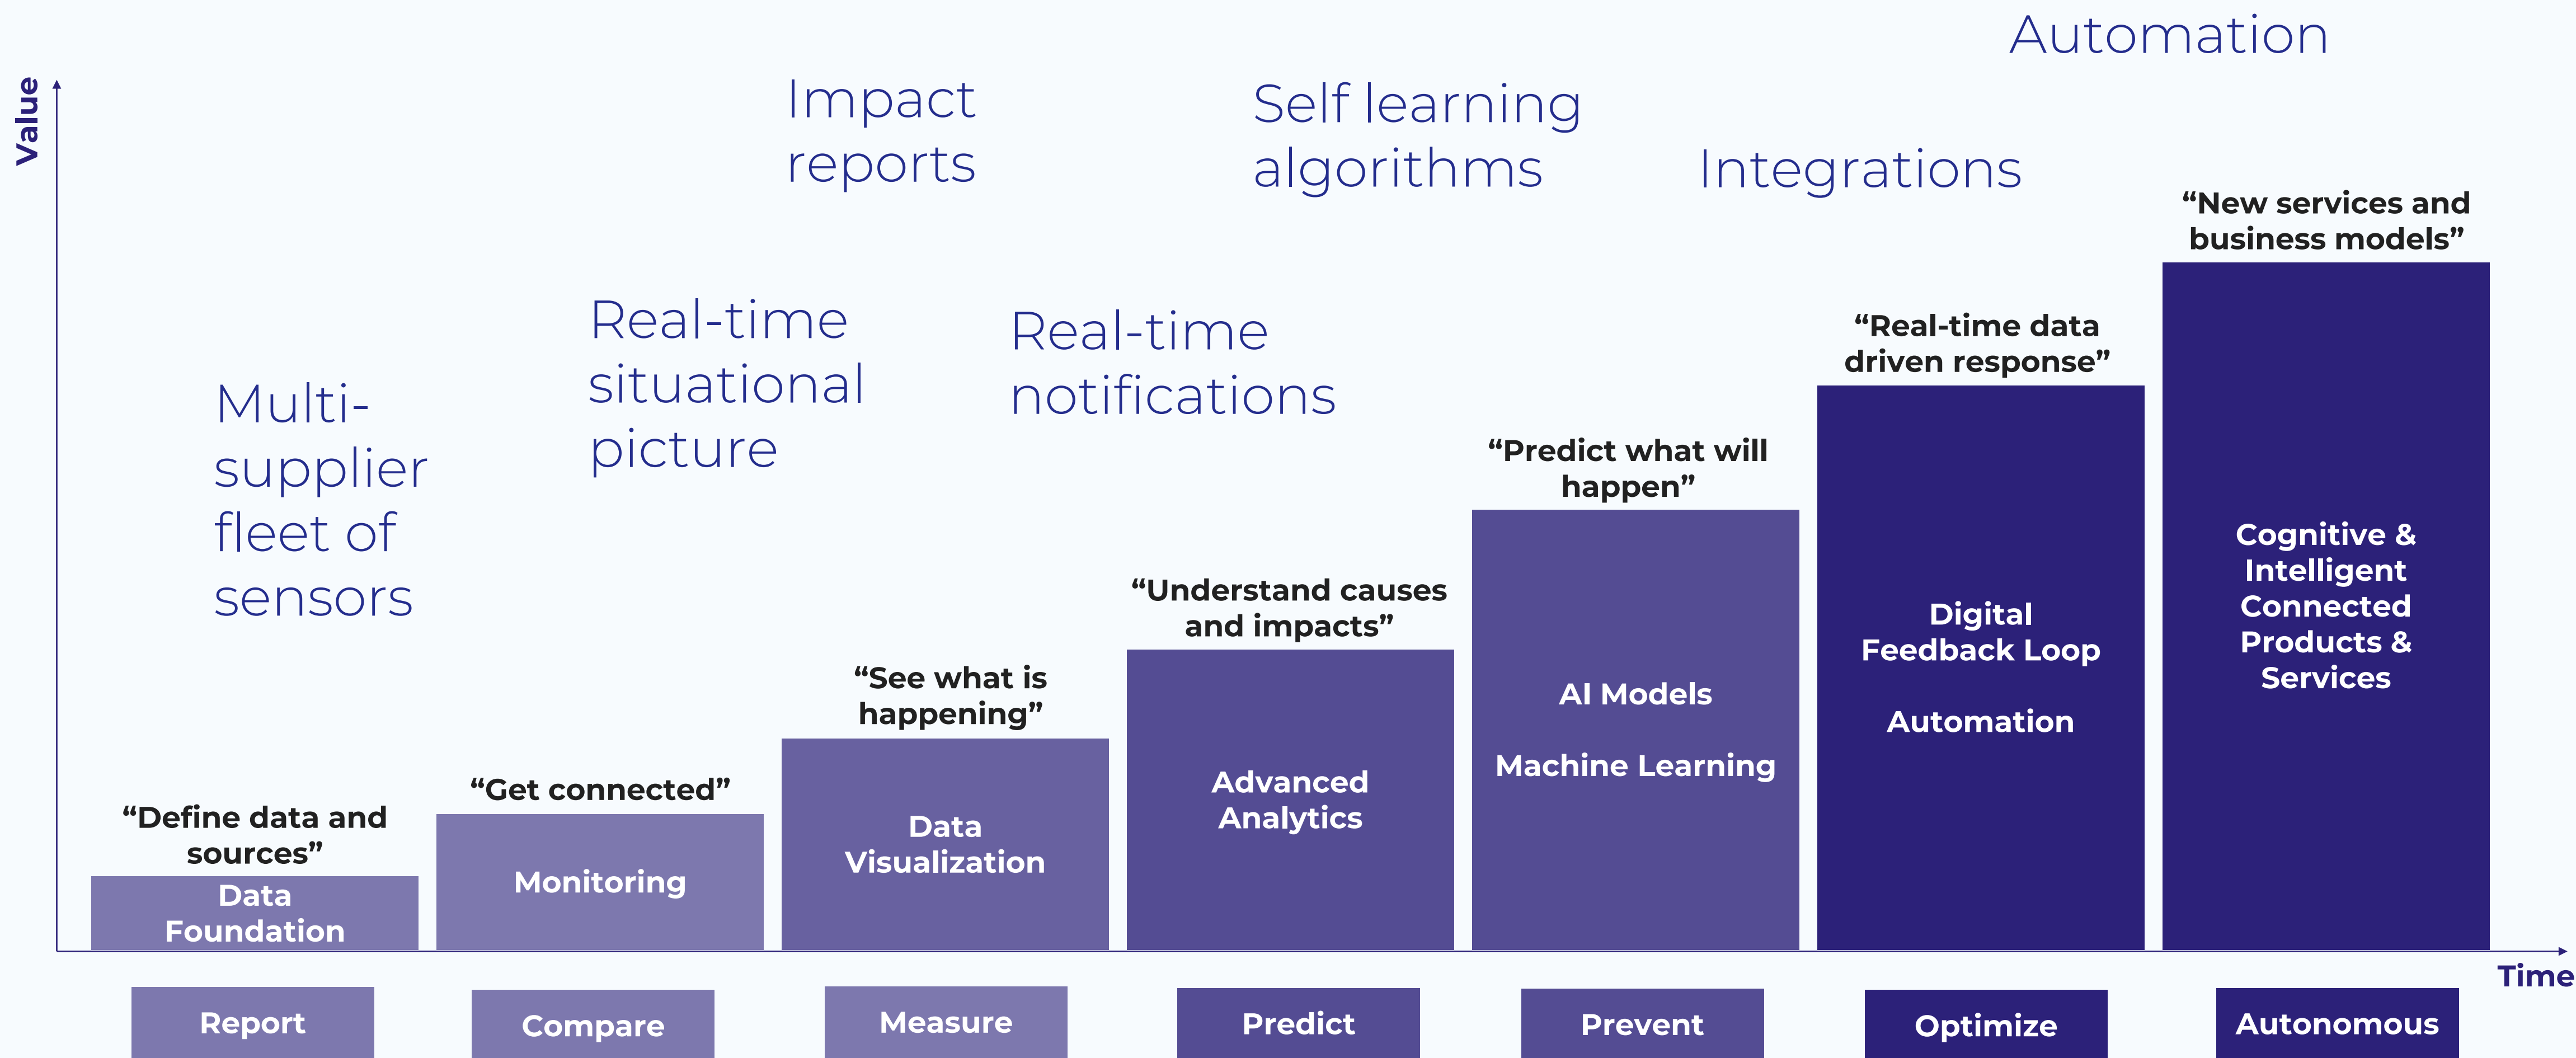 Automation
Value
Impact
reports
Self learning
algorithms
Integrations
“New services and
business models”
Real-time
situational
picture
Real-time
notifications
“Real-time data
driven response”
Multi-
supplier
fleet of
sensors
“Predict what will
happen”
“Understand causes
and impacts”
“See what is
happening”
“Get connected”
“Define data and
sources”
Data
Foundation
Monitoring
Data
Visualization
Advanced
Analytics
AI Models
Machine Learning
Digital
Feedback Loop
Automation
Cognitive &
Intelligent
Connected
Products &
Services
Time
Report
Compare
Measure
Predict
Prevent
Optimize
Autonomous